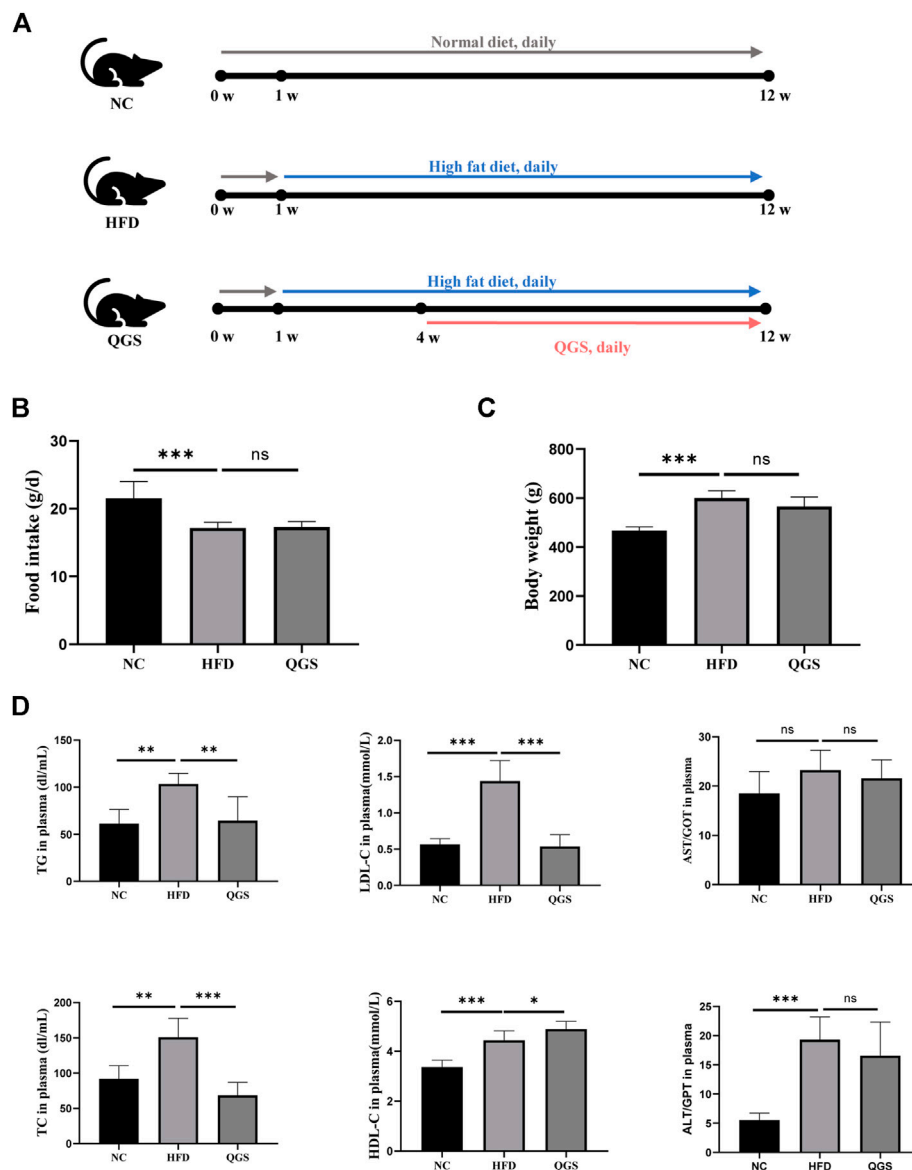 A
Normal diet, daily
NC
0 w 1 w 12 w
High fat diet, daily
HFD
0 w 1 w 12 w
High fat diet, daily
QGS
0 w 1 w 4 w 12 w
QGS, daily
B
Food intake (g/d)
30
20
10
0
*** ns
NC HFD QGS
C
Body weight (g)
800
600
400
200
0
*** ns
NC HFD QGS
D
TG in plasma (dl/mL)
150
100
50
0
** **
NC HFD QGS
LDL-C in plasma(mmol/L)
2.0
1.5
1.0
0.5
0.0
*** ***
NC HFD QGS
AST/GOT in plasma
30
20
10
0
ns ns
NC HFD QGS
TC in plasma (dl/mL)
200
150
100
50
0
** ***
NC HFD QGS
HDL-C in plasma(mmol/L)
6
4
2
0
*** *
NC HFD QGS
ALT/GPT in plasma
25
20
15
10
5
0
*** ns
NC HFD QGS